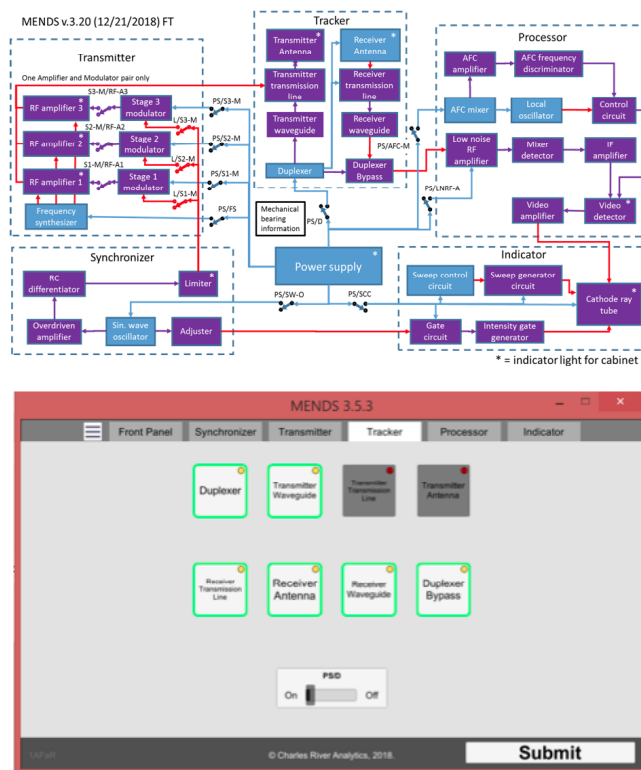 MENDS v.3.20 (12/21/2018) FT
Transmitter
One Amplifier and Modulator pair only
S3-M/RF-A3
RF amplifier 3 *
Stage 3
modulator
PS/S3-M
L/S3-M
S2-M/RF-A2
RF amplifier 2 *
Stage 2
modulator
PS/S2-M
L/S2-M
S1-M/RF-A1
RF amplifier 1 *
Stage 1
modulator
PS/S1-M
L/S1-M
Frequency
synthesizer
PS/FS
Tracker
Transmitter *
Antenna
Receiver
Antenna
Transmitter
transmission
line
Receiver
transmission
line
Transmitter
waveguide
Receiver
waveguide
PS/AFC-M
Duplexer
Duplexer
Bypass
Processor
AFC
amplifier
AFC frequency
discriminator
AFC mixer
Local
oscillator
Control
circuit
Low noise
RF amplifier
Mixer
detector
IF
amplifier
PS/LNRF-A
Video
amplifier
Video *
detector
Mechanical
bearing
information
PS/D
Power supply *
Synchronizer
RC
differentiator
Limiter *
Overdriven
amplifier
Sin. wave
oscillator
Adjuster
PS/SW-O
PS/SCC
Indicator
Sweep control
circuit
Sweep generator
circuit
Cathode ray *
tube
Gate
circuit
Intensity gate
generator
* = indicator light for cabinet
MENDS 3.5.3
Front Panel
Synchronizer
Transmitter
Tracker
Processor
Indicator
Duplexer
Transmitter
Waveguide
Transmitter
Transmission
Line
Transmitter
Antenna
Receiver
Transmission
Line
Receiver
Antenna
Receiver
Waveguide
Duplexer
Bypass
PS/D
On
Off
© Charles River Analytics, 2018.
Submit